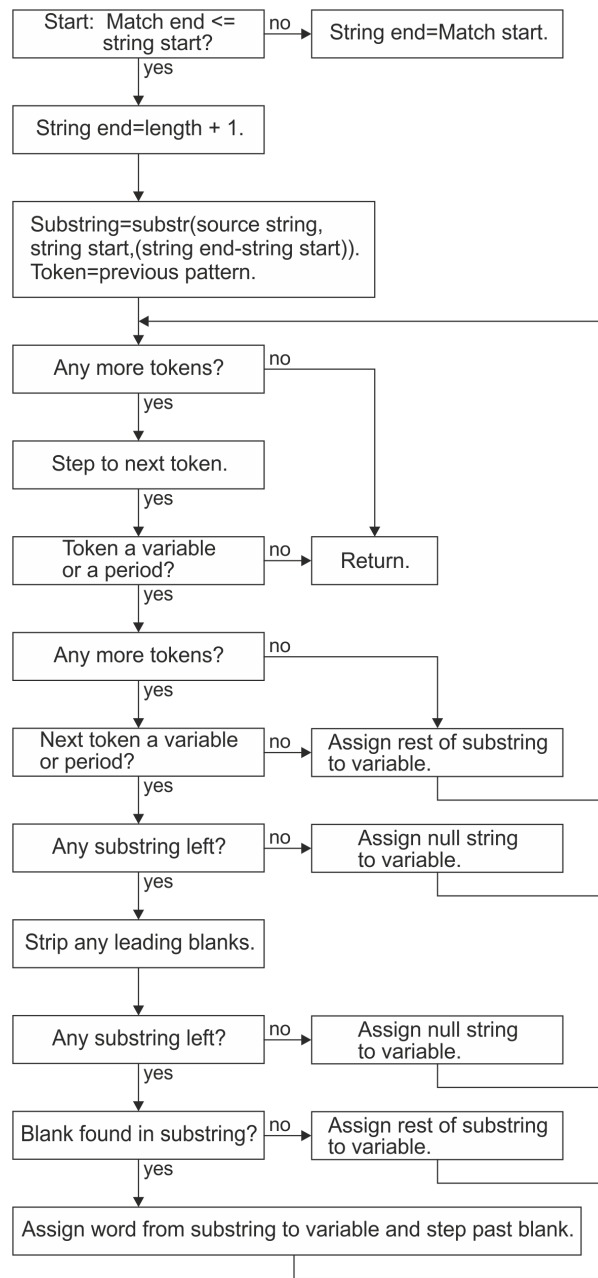 Start: Match end <=
string start?
no
String end=Match start.
yes
String end=length + 1.
Substring=substr(source string,
string start,(string end-string start)).
Token=previous pattern.
Any more tokens?
no
yes
Step to next token.
yes
Token a variable
or a period?
no
Return.
yes
Any more tokens?
no
yes
Next token a variable
or period?
no
Assign rest of substring
to variable.
yes
Any substring left?
no
Assign null string
to variable.
yes
Strip any leading blanks.
Any substring left?
no
Assign null string
to variable.
yes
Blank found in substring?
no
Assign rest of substring
to variable.
yes
Assign word from substring to variable and step past blank.